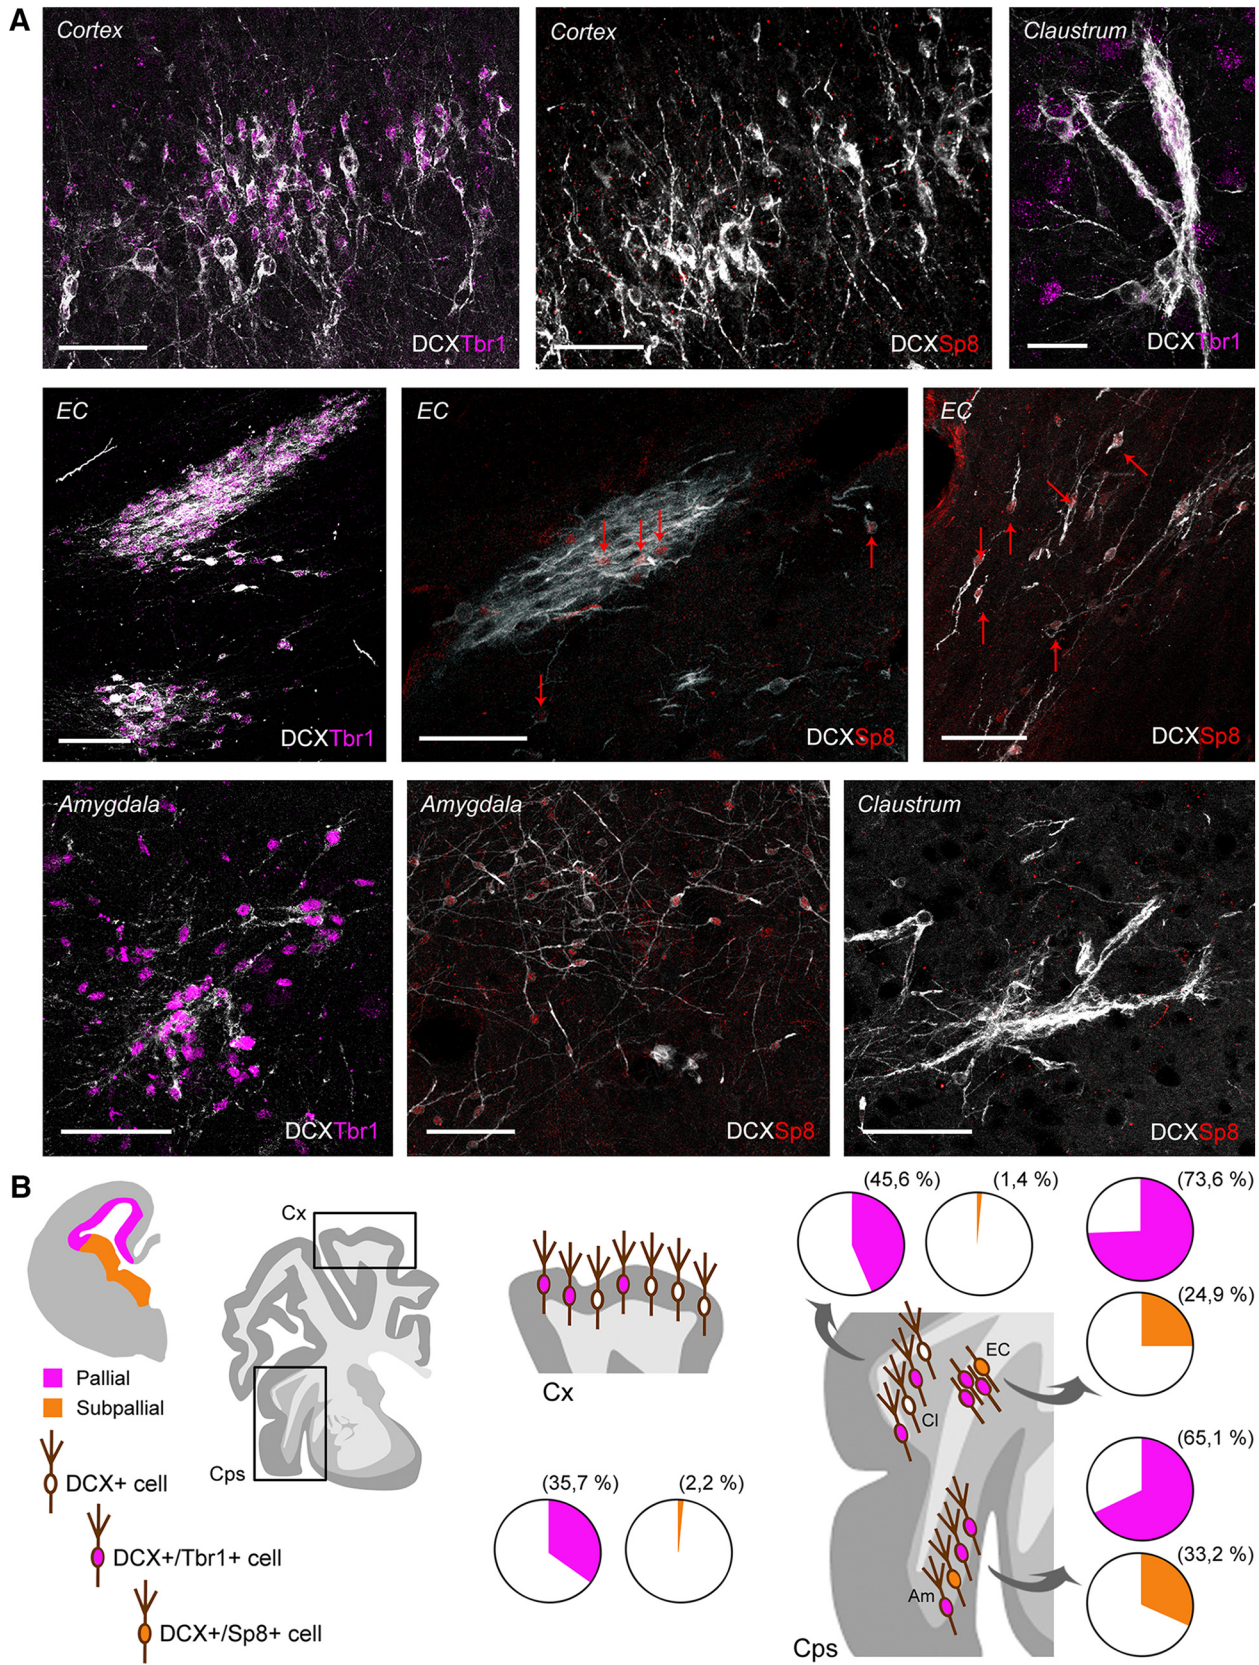 A
Cortex
DCXTbr1
Cortex
DCXSp8
Claustrum
DCXTbr1
EC
DCXTbr1
EC
DCXSp8
EC
DCXSp8
Amygdala
DCXTbr1
Amygdala
DCXSp8
Claustrum
DCXSp8
B
Pallial
Subpallial
DCX+ cell
DCX+/Tbr1+ cell
DCX+/Sp8+ cell
Cx
Cps
Cx
(35,7 %)
(2,2 %)
(45,6 %)
(1,4 %)
(73,6 %)
(24,9 %)
EC
Cl
(65,1 %)
(33,2 %)
Am
Cps